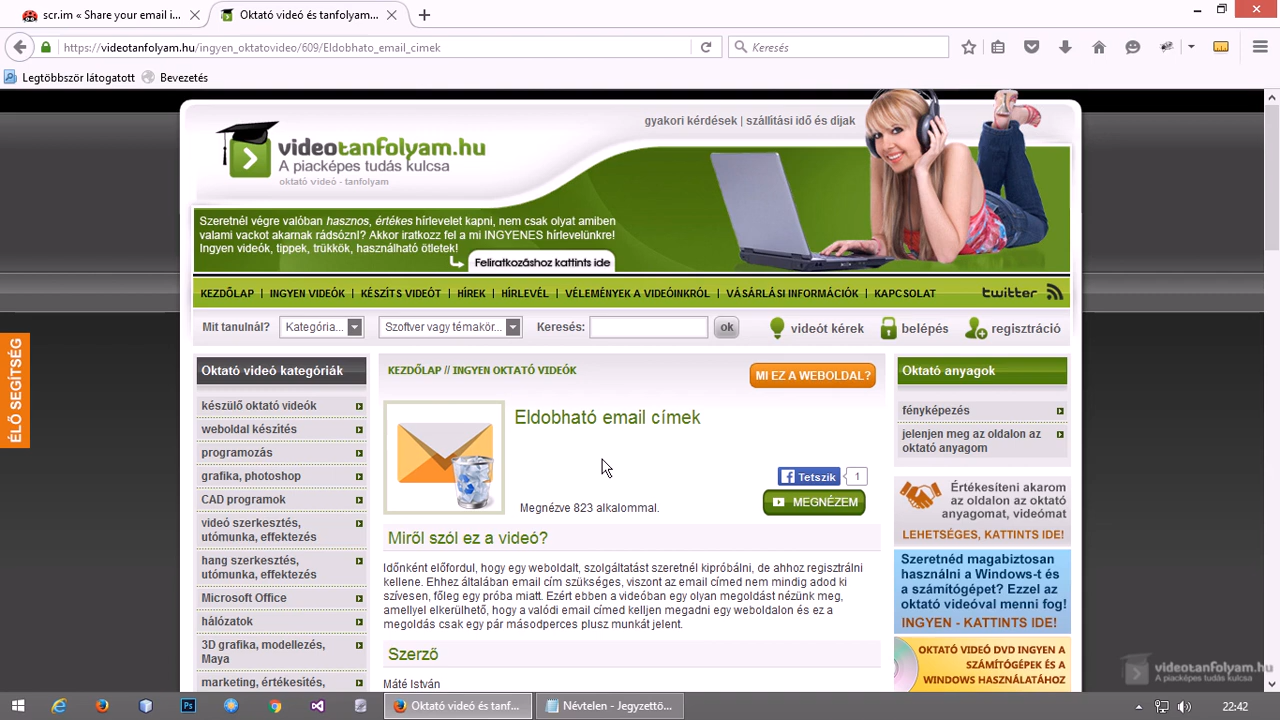 scr.im « Share your email i...
Oktató videó és tanfolyam...
https://videotanfolyam.hu/ingyen_oktatovideo/609/Eldobhato_email_cimek
Keresés
Legtöbbször látogatott
Bevezetés
gyakori kérdések | szállítási idő és díjak
videotanfolyam.hu
A piacképes tudás kulcsa
oktató videó - tanfolyam
Szeretnél végre valóban hasznos, értékes hírlevelet kapni, nem csak olyat amiben
valami vackot akarnak rádsózni? Akkor iratkozz fel a mi INGYENES hírlevelünkre!
Ingyen videók, tippek, trükkök, használható ötletek!
Feliratkozáshoz kattints ide
KEZDŐLAP | INGYEN VIDEÓK | KÉSZÍTS VIDEÓT | HÍREK | HÍRLEVÉL | VÉLEMÉNYEK A VIDEÓINKRÓL | VÁSÁRLÁSI INFORMÁCIÓK | KAPCSOLAT
twitter
Mit tanulnál?
Kategória...
Szoftver vagy témakör...
Keresés:
ok
videót kérek
belépés
regisztráció
ÉLŐ SEGÍTSÉG
Oktató videó kategóriák
készülő oktató videók
weboldal készítés
programozás
grafika, photoshop
CAD programok
videó szerkesztés,
utómunka, effektezés
hang szerkesztés,
utómunka, effektezés
Microsoft Office
hálózatok
3D grafika, modellezés,
Maya
marketing, értékesítés,
KEZDŐLAP // INGYEN OKTATÓ VIDEÓK
MI EZ A WEBOLDAL?
Eldobható email címek
Tetszik
1
Megnézve 823 alkalommal.
MEGNÉZEM
Miről szól ez a videó?
Időnként előfordul, hogy egy weboldalt, szolgáltatást szeretnél kipróbálni, de ahhoz regisztrálni
kellene. Ehhez általában email cím szükséges, viszont az email címed nem mindig adod ki
szívesen, főleg egy próba miatt. Ezért ebben a videóban egy olyan megoldást nézünk meg,
amellyel elkerülhető, hogy a valódi email címed kelljen megadni egy weboldalon és ez a
megoldás csak egy pár másodperces plusz munkát jelent.
Szerző
Máté István
Oktató anyagok
fényképezés
jelenjen meg az oldalon az
oktató anyagom
Értékesíteni akarom
az oldalon az oktató
anyagomat, videómat
LEHETSÉGES, KATTINTS IDE!
Szeretnéd magabiztosan
használni a Windows-t és
a számítógépet? Ezzel az
oktató videóval menni fog!
INGYEN - KATTINTS IDE!
OKTATÓ VIDEÓ DVD INGYEN A
SZÁMÍTÓGÉPEK ÉS A
WINDOWS HASZNÁLATÁHOZ
videotanfolyam.hu
A piacképes tudás kulcsa
Oktató videó és tanf...
Névtelen - Jegyzettö...
22:42